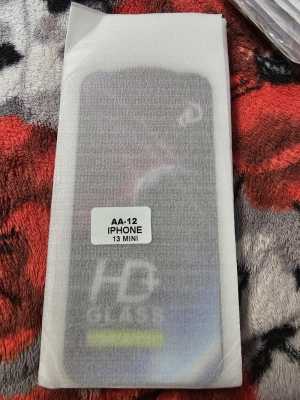 AA-12
IPHONE
13 MINI
HD+
GLASS